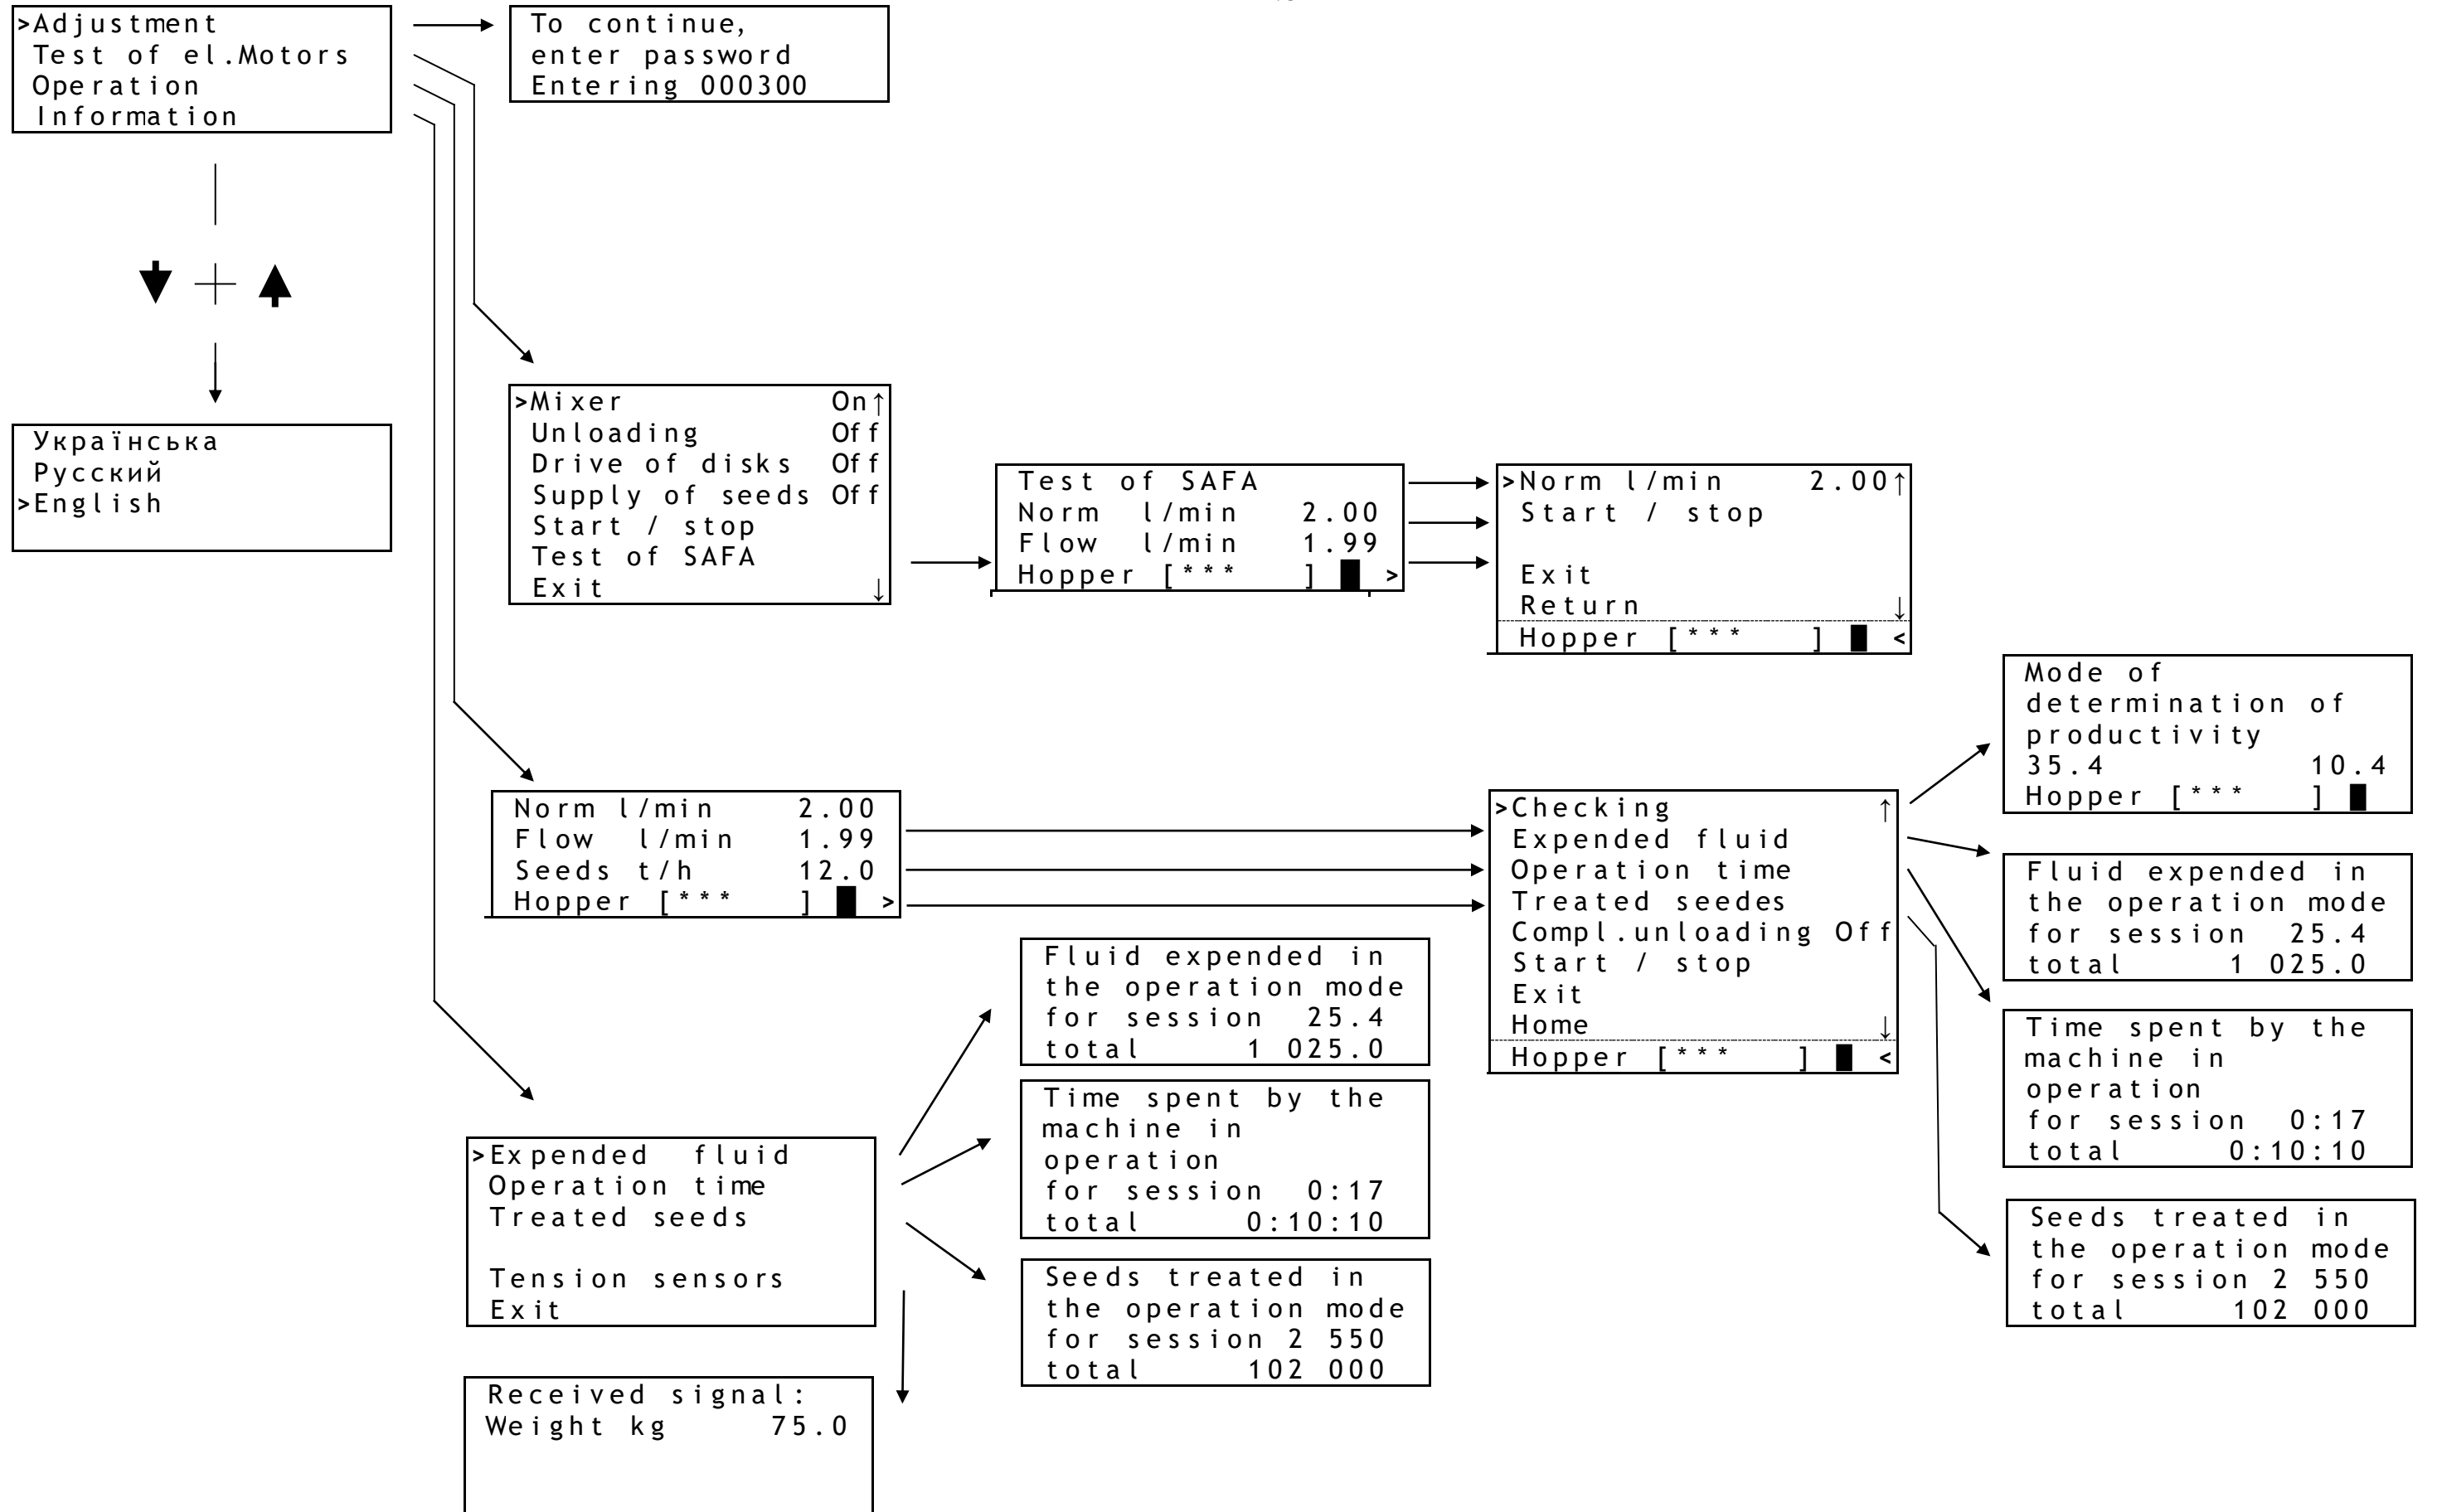 >Adjustment
Test of el.Motors
Operation
Information
To continue,
enter password
Entering 000300
Українська
Русский
>English
>Mixer On↑
Unloading Off
Drive of disks Off
Supply of seeds Off
Start / stop
Test of SAFA
Exit ↓
Test of SAFA
Norm l/min 2.00
Flow l/min 1.99
Hopper [*** ] █ >
>Norm l/min 2.00↑
Start / stop
Exit
Return ↓
Hopper [*** ] █ <
Norm l/min 2.00
Flow l/min 1.99
Seeds t/h 12.0
Hopper [*** ] █ >
>Checking ↑
Expended fluid
Operation time
Treated seedes
Compl.unloading Off
Start / stop
Exit
Home ↓
Hopper [*** ] █ <
Mode of
determination of
productivity
35.4 10.4
Hopper [*** ] █
Fluid expended in
the operation mode
for session 25.4
total 1 025.0
Time spent by the
machine in
operation
for session 0:17
total 0:10:10
Seeds treated in
the operation mode
for session 2 550
total 102 000
>Expended fluid
Operation time
Treated seeds
Tension sensors
Exit
Fluid expended in
the operation mode
for session 25.4
total 1 025.0
Time spent by the
machine in
operation
for session 0:17
total 0:10:10
Seeds treated in
the operation mode
for session 2 550
total 102 000
Received signal:
Weight kg 75.0